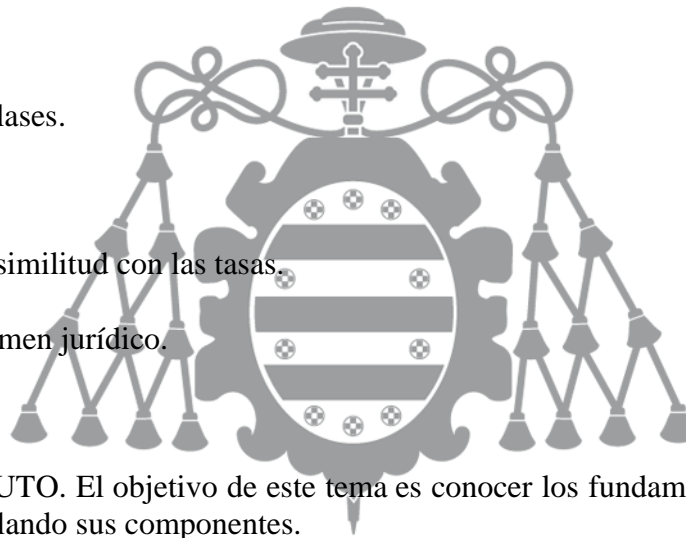 lases.
similitud con las tasas.
men jurídico.
UTO. El objetivo de este tema es conocer los fundam
lando sus componentes.